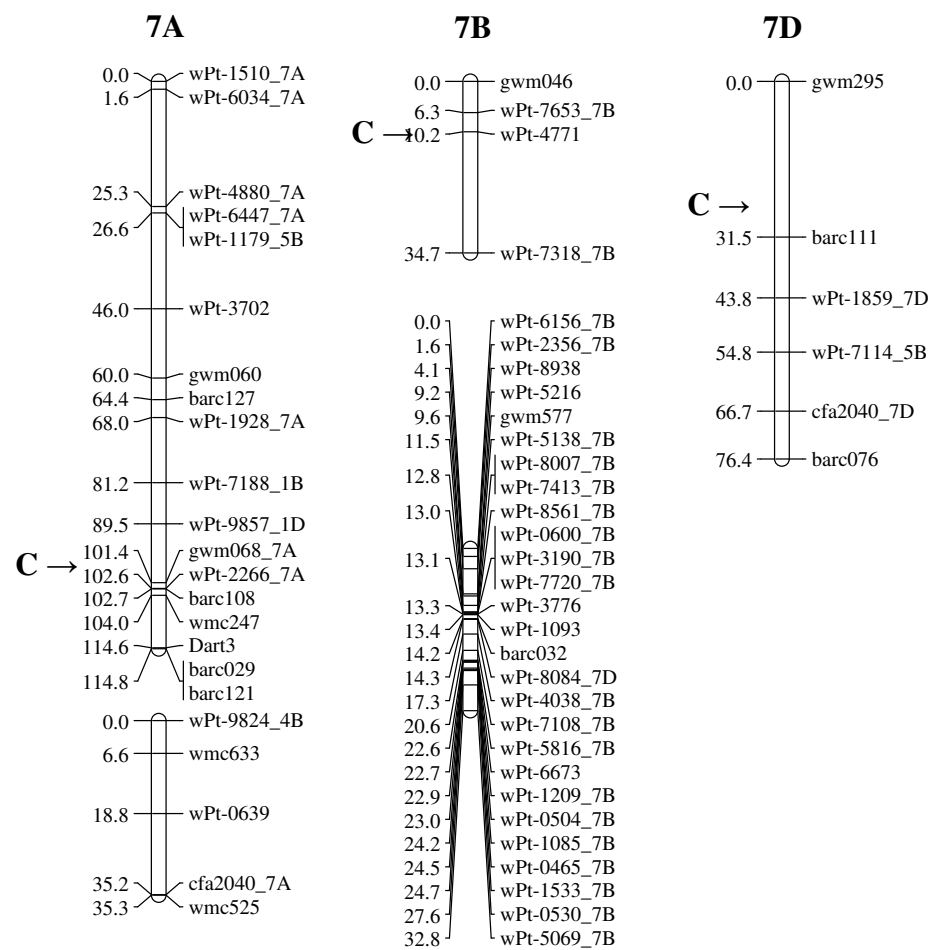 7A
0.0 wPt-1510_7A
1.6 wPt-6034_7A
25.3 wPt-4880_7A
wPt-6447_7A
26.6
wPt-1179_5B
46.0 wPt-3702
60.0 gwm060
64.4 barc127
68.0 wPt-1928_7A
81.2 wPt-7188_1B
89.5 wPt-9857_1D
101.4 gwm068_7A
C →
102.6 wPt-2266_7A
102.7 barc108
104.0 wmc247
114.6 Dart3
barc029
114.8
barc121
0.0 wPt-9824_4B
6.6 wmc633
18.8 wPt-0639
35.2 cfa2040_7A
35.3 wmc525
7B
0.0 gwm046
6.3 wPt-7653_7B
C → 10.2 wPt-4771
34.7 wPt-7318_7B
0.0 wPt-6156_7B
1.6 wPt-2356_7B
4.1 wPt-8938
9.2 wPt-5216
9.6 gwm577
11.5 wPt-5138_7B
wPt-8007_7B
12.8
wPt-7413_7B
13.0 wPt-8561_7B
wPt-0600_7B
13.1 wPt-3190_7B
wPt-7720_7B
13.3 wPt-3776
13.4 wPt-1093
14.2 barc032
14.3 wPt-8084_7D
17.3 wPt-4038_7B
20.6 wPt-7108_7B
22.6 wPt-5816_7B
22.7 wPt-6673
22.9 wPt-1209_7B
23.0 wPt-0504_7B
24.2 wPt-1085_7B
24.5 wPt-0465_7B
24.7 wPt-1533_7B
27.6 wPt-0530_7B
32.8 wPt-5069_7B
7D
0.0 gwm295
C →
31.5 barc111
43.8 wPt-1859_7D
54.8 wPt-7114_5B
66.7 cfa2040_7D
76.4 barc076